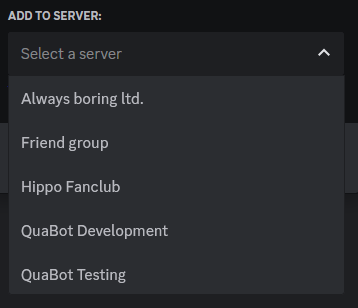 ADD TO SERVER:
Select a server
Always boring ltd.
Friend group
Hippo Fanclub
QuaBot Development
QuaBot Testing